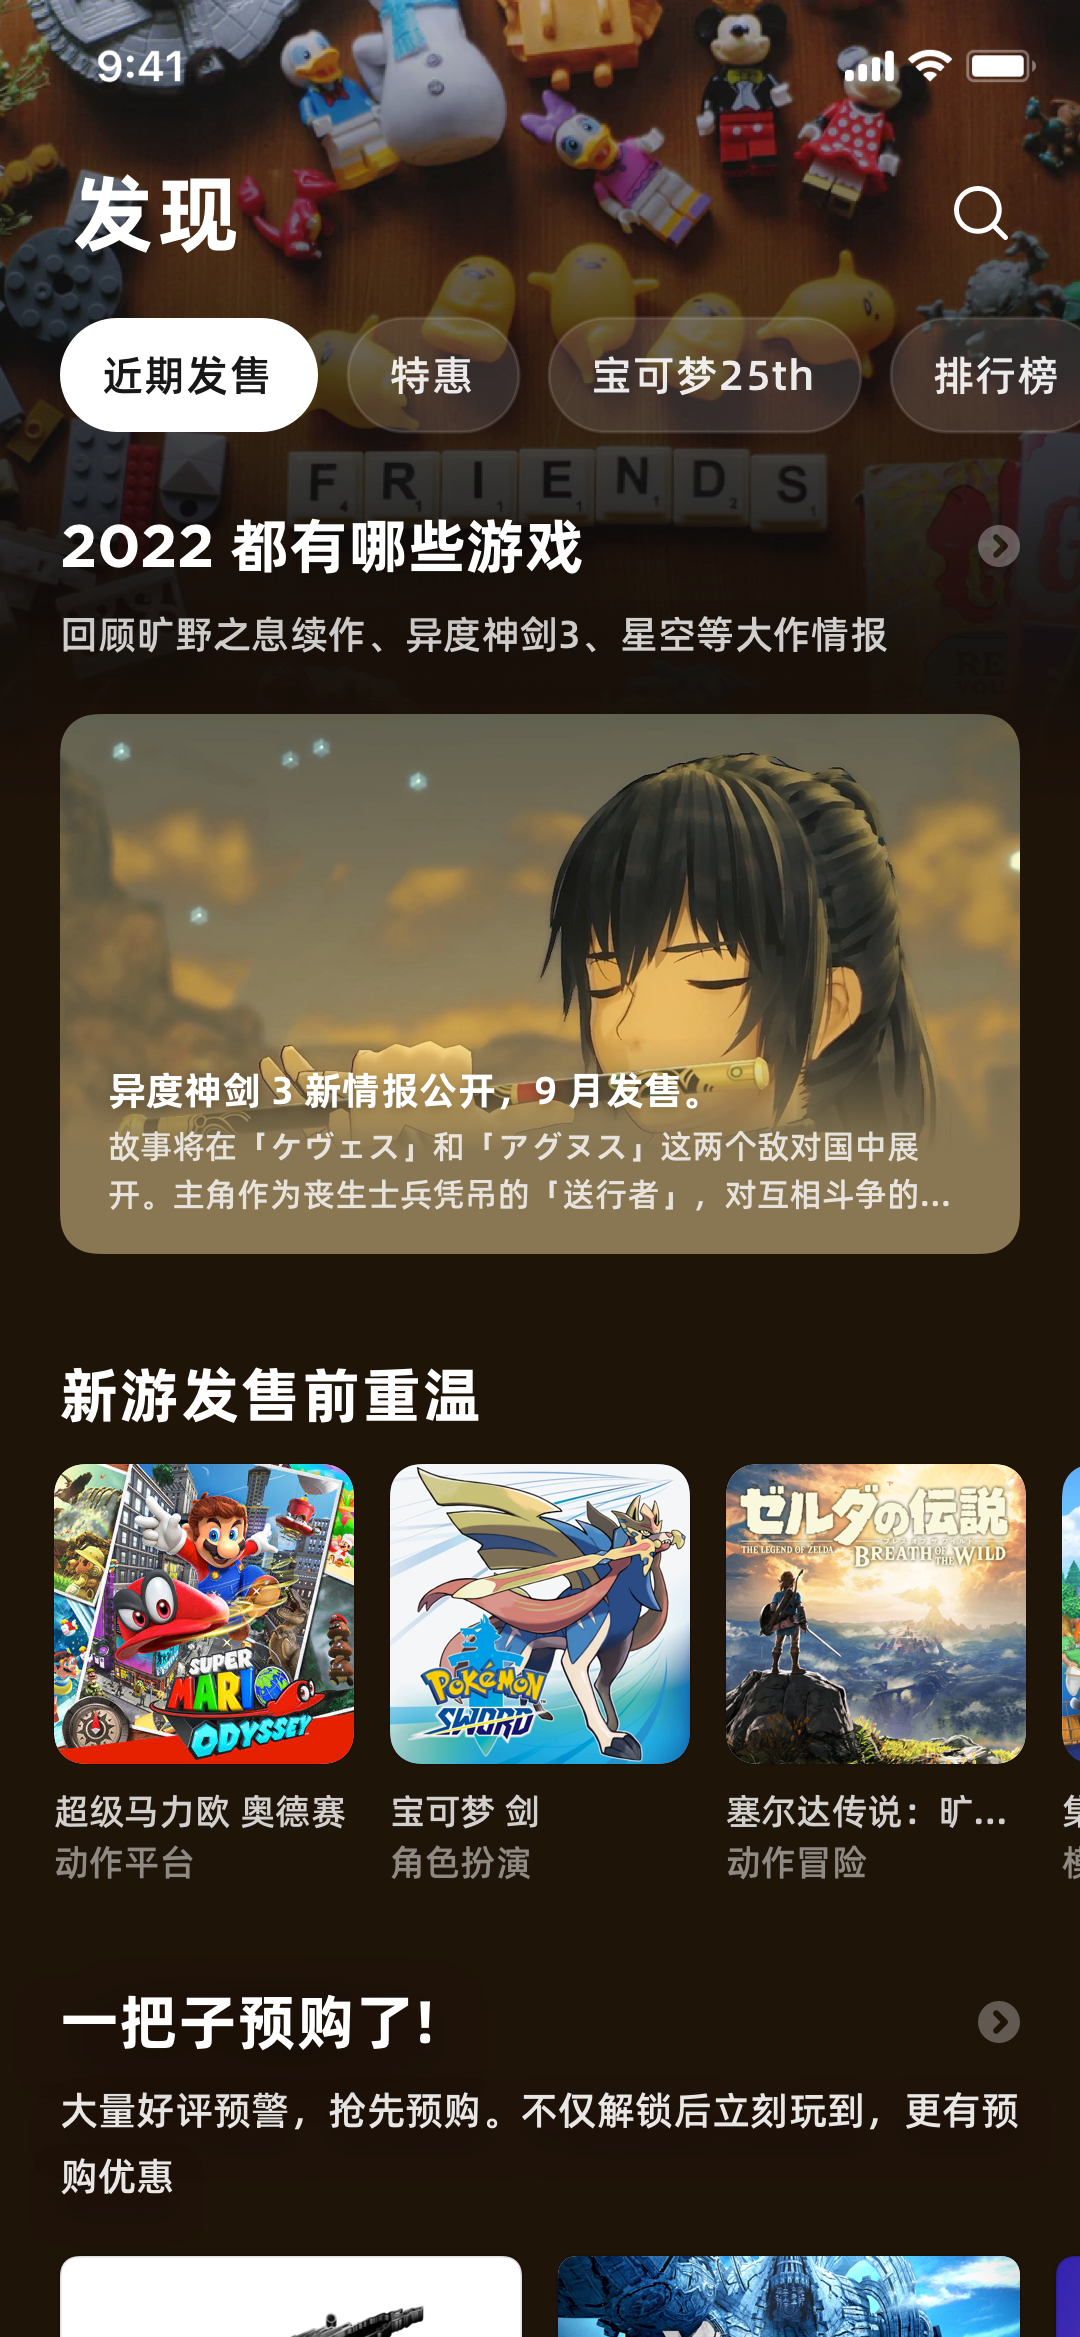 9:41
发现
近期发售
特惠
宝可梦25th
排行榜
FRIENDS
2022 都有哪些游戏
回顾旷野之息续作、异度神剑3、星空等大作情报
异度神剑 3 新情报公开，9 月发售。
故事将在「ケヴェス」和「アグヌス」这两个敌对国中展
开。主角作为丧生士兵凭吊的「送行者」，对互相斗争的...
新游发售前重温
SUPER
MARIO
ODYSSEY
POKéMON
SWORD
ゼルダの伝説
THE LEGEND OF ZELDA
BREATH OF THE WILD
超级马力欧 奥德赛
动作平台
宝可梦 剑
角色扮演
塞尔达传说：旷...
动作冒险
一把子预购了!
大量好评预警，抢先预购。不仅解锁后立刻玩到，更有预
购优惠